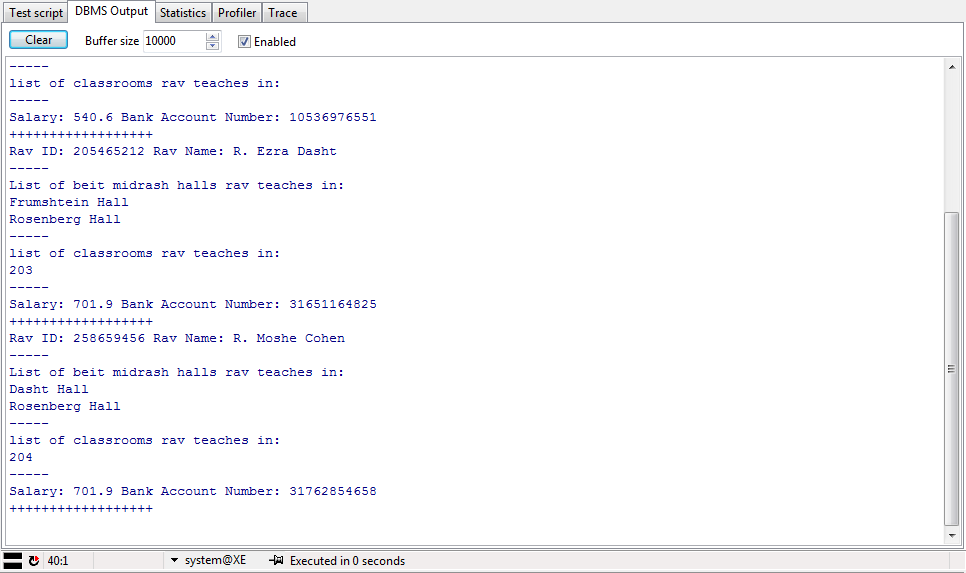 Test script DBMS Output Statistics Profiler Trace
Clear Buffer size 10000 Enabled
-----
list of classrooms rav teaches in:
-----
Salary: 540.6 Bank Account Number: 10536976551
++++++++++++++++++
Rav ID: 205465212 Rav Name: R. Ezra Dasht
-----
List of beit midrash halls rav teaches in:
Frumshtein Hall
Rosenberg Hall
-----
list of classrooms rav teaches in:
203
-----
Salary: 701.9 Bank Account Number: 31651164825
++++++++++++++++++
Rav ID: 258659456 Rav Name: R. Moshe Cohen
-----
List of beit midrash halls rav teaches in:
Dasht Hall
Rosenberg Hall
-----
list of classrooms rav teaches in:
204
-----
Salary: 701.9 Bank Account Number: 31762854658
++++++++++++++++++
40:1 system@XE Executed in 0 seconds